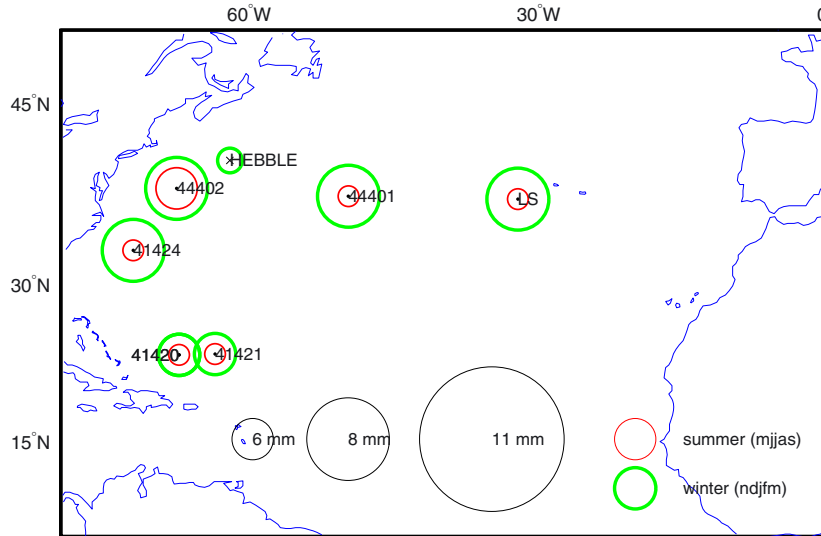 60°W 30°W 0
45°N
HEBBLE
44402 44401 LS
41424
30°N
41420 41421
15°N 6 mm 8 mm 11 mm summer (mjjas)
winter (ndjfm)